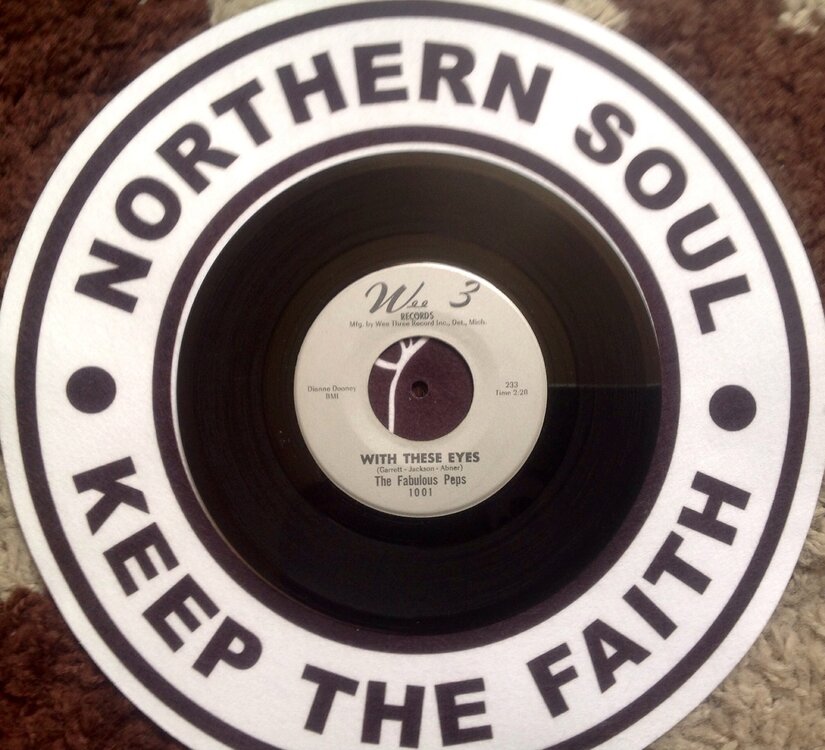 NORTHERN SOUL
Wee 3
RECORDS
Mfg. by Wee Three Record Inc., Det., Mich.
Dianne Dooney
BMI
233
Time 2:28
WITH THESE EYES
(Garrett - Jackson - Abner)
The Fabulous Peps
1001
KEEP THE FAITH